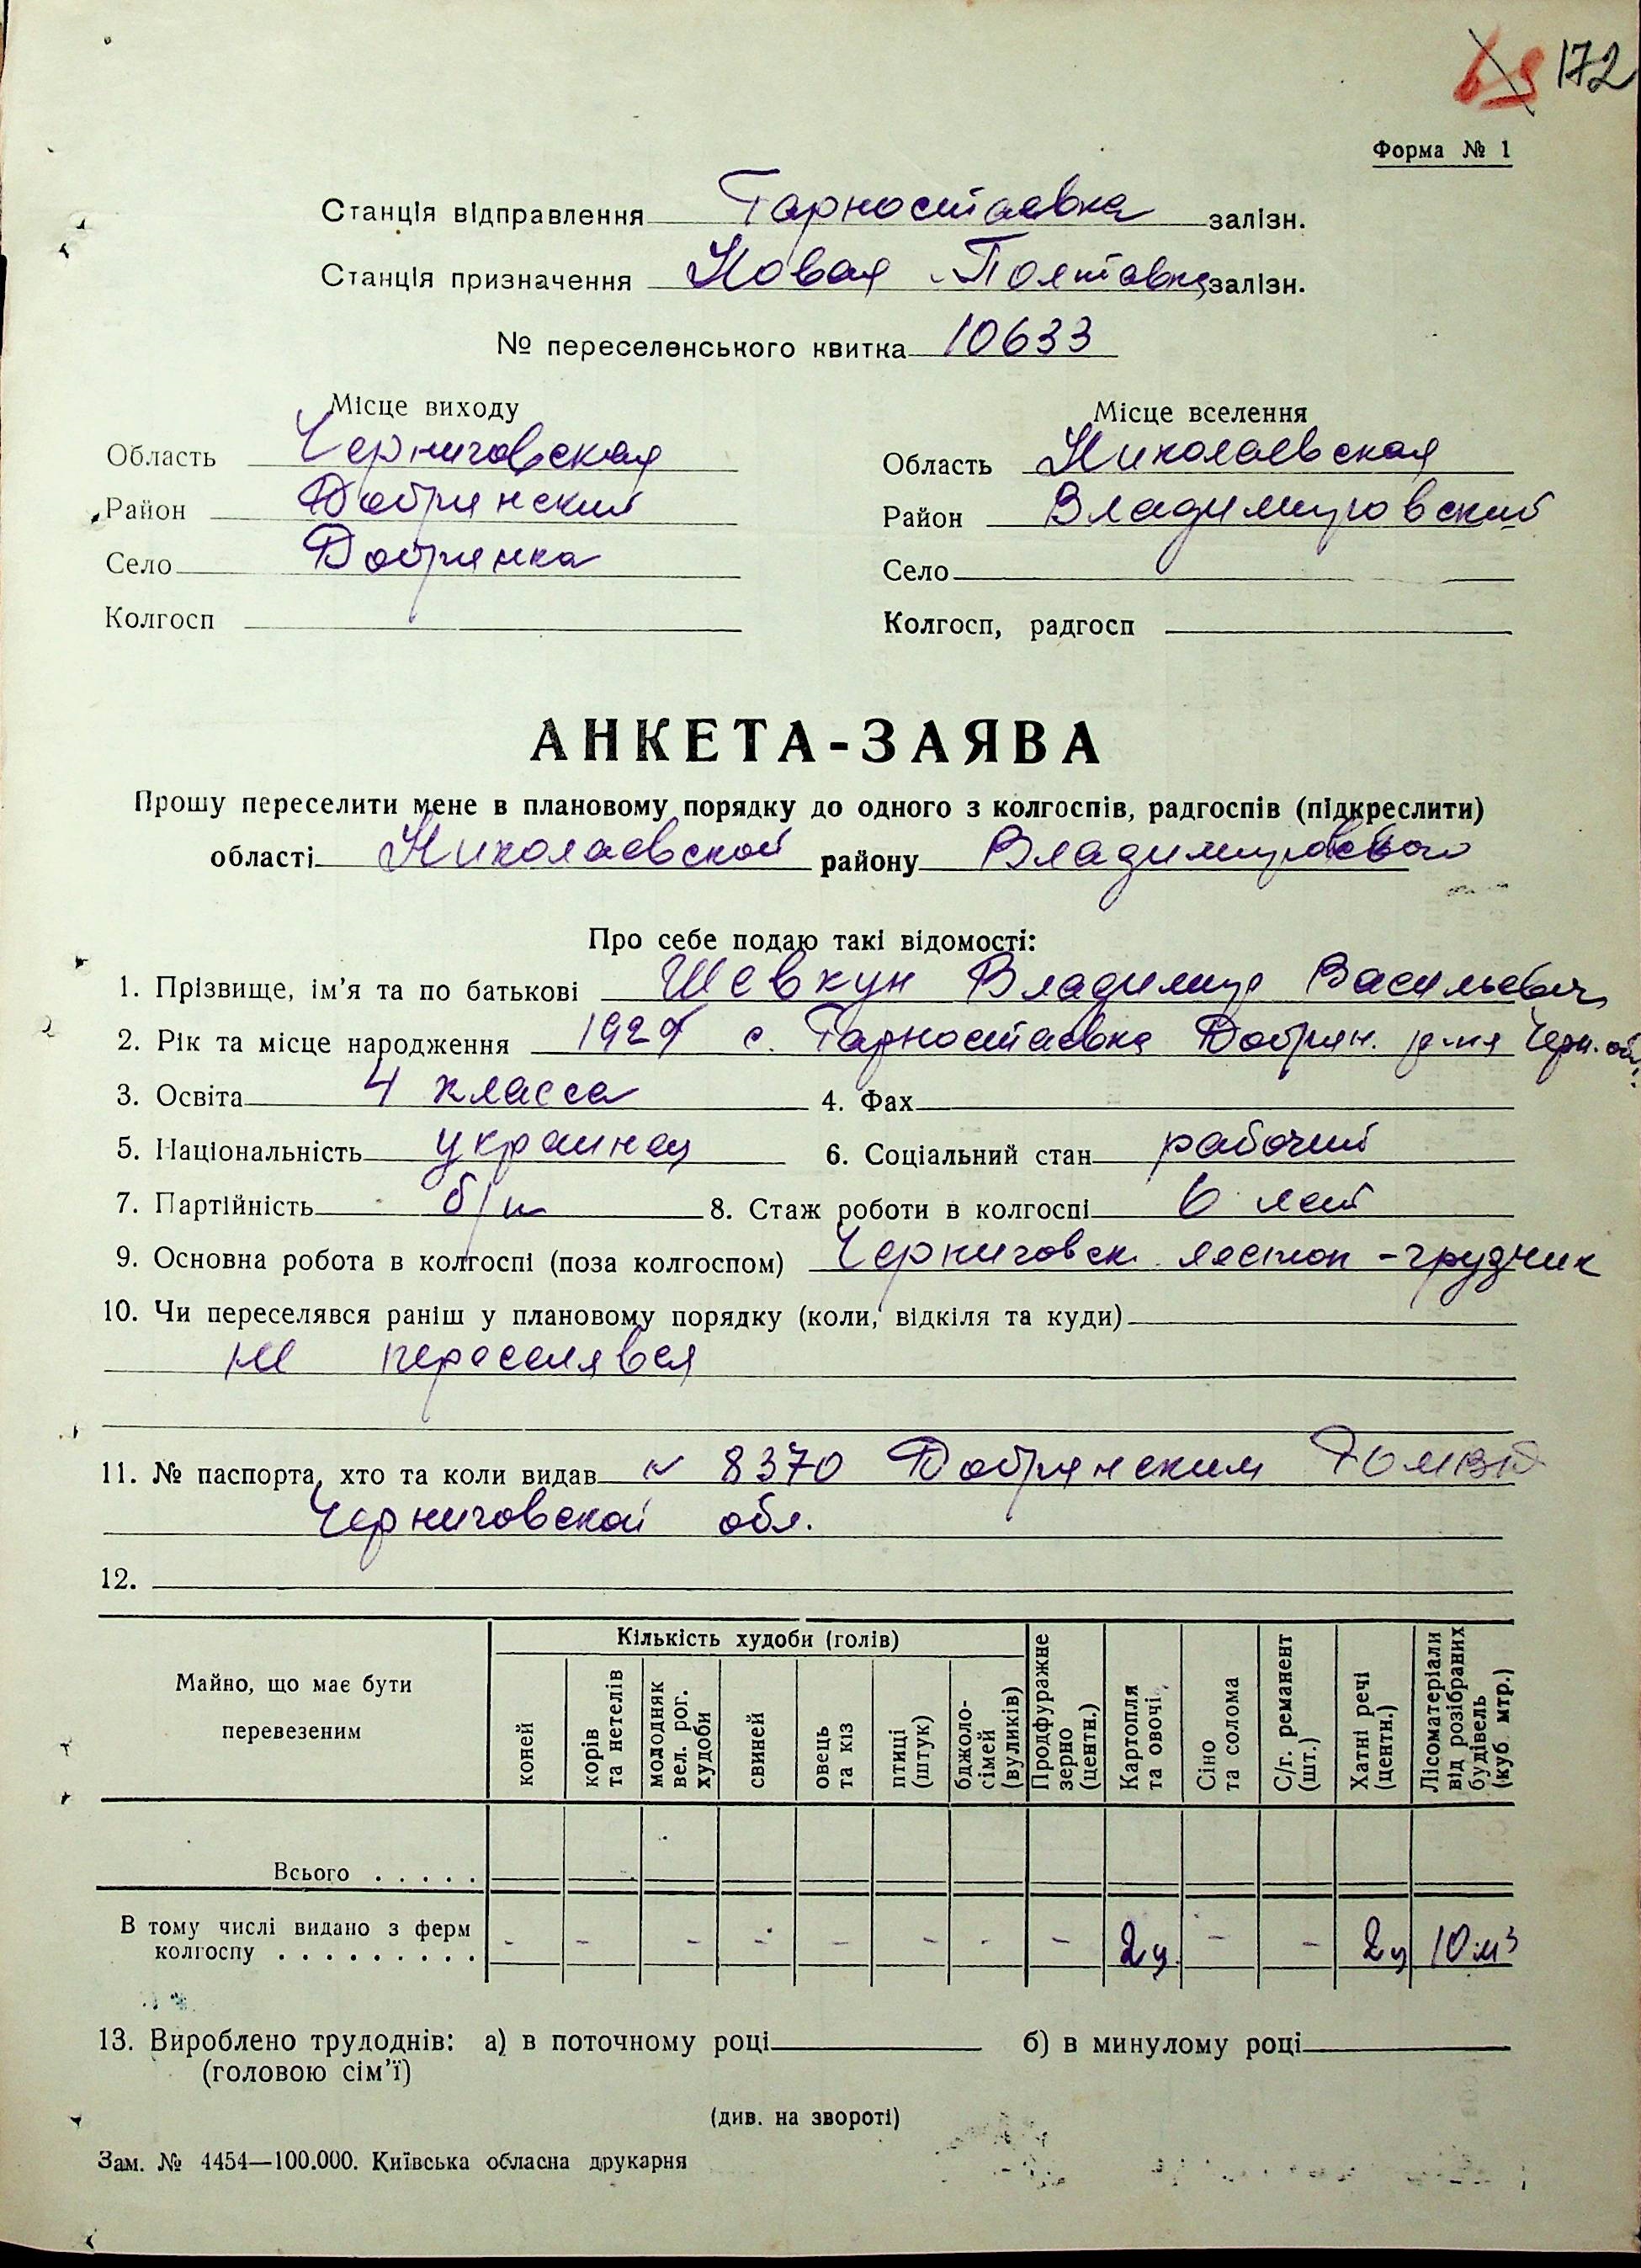 69 172
Форма № 1
Станція відправлення Гарностаевка залізн.
Станція призначення Новая Полтавка залізн.
№ переселенського квитка 10633
Місце виходу Місце вселення
Область Черниговская Область Николаевская
Район Добрянский Район Владимировский
Село Добрянка Село
Колгосп Колгосп, радгосп
АНКЕТА-ЗАЯВА
Прошу переселити мене в плановому порядку до одного з колгоспів, радгоспів (підкреслити)
області Николаевской району Владимировского
Про себе подаю такі відомості:
1. Прізвище, ім'я та по батькові Шевкун Владимир Васильевич
2. Рік та місце народження с. Гарностаевка Добрян. р-на Черн. обл.
3. Освіта 4 класса 4. Фах
5. Національність украинец 6. Соціальний стан рабочий
7. Партійність б/п 8. Стаж роботи в колгоспі 6 лет
9. Основна робота в колгоспі (поза колгоспом) Черниговск.
10. Чи переселявся раніш у плановому порядку (коли, відкіля та куди)
не переселявся
11. № паспорта, хто та коли видав № 8370 Добрянским
Черниговской обл.
12.
Майно, що має бути перевезеним
Кількість худоби (голів)
коней
корів та нетелів
молодняк вел. рог. худоби
свиней
овець та кіз
птиці (штук)
бджоло-сімей (вуликів)
Продфуражне зерно (центн.)
Картопля та овочі
Сіно та солома
С/г. реманент (шт.)
Хатні речі (центн.)
Лісоматеріали від розібраних будівель (куб. мтр.)
Всього . . . . .
В тому числі видано з ферм
колгоспу . . . . . . . . . - - - - - - - - 2ц. - - 2ц 10 м³
13. Вироблено трудоднів: а) в поточному році б) в минулому році
(головою сім'ї)
(див. на звороті)
Зам. № 4454—100.000. Київська обласна друкарня